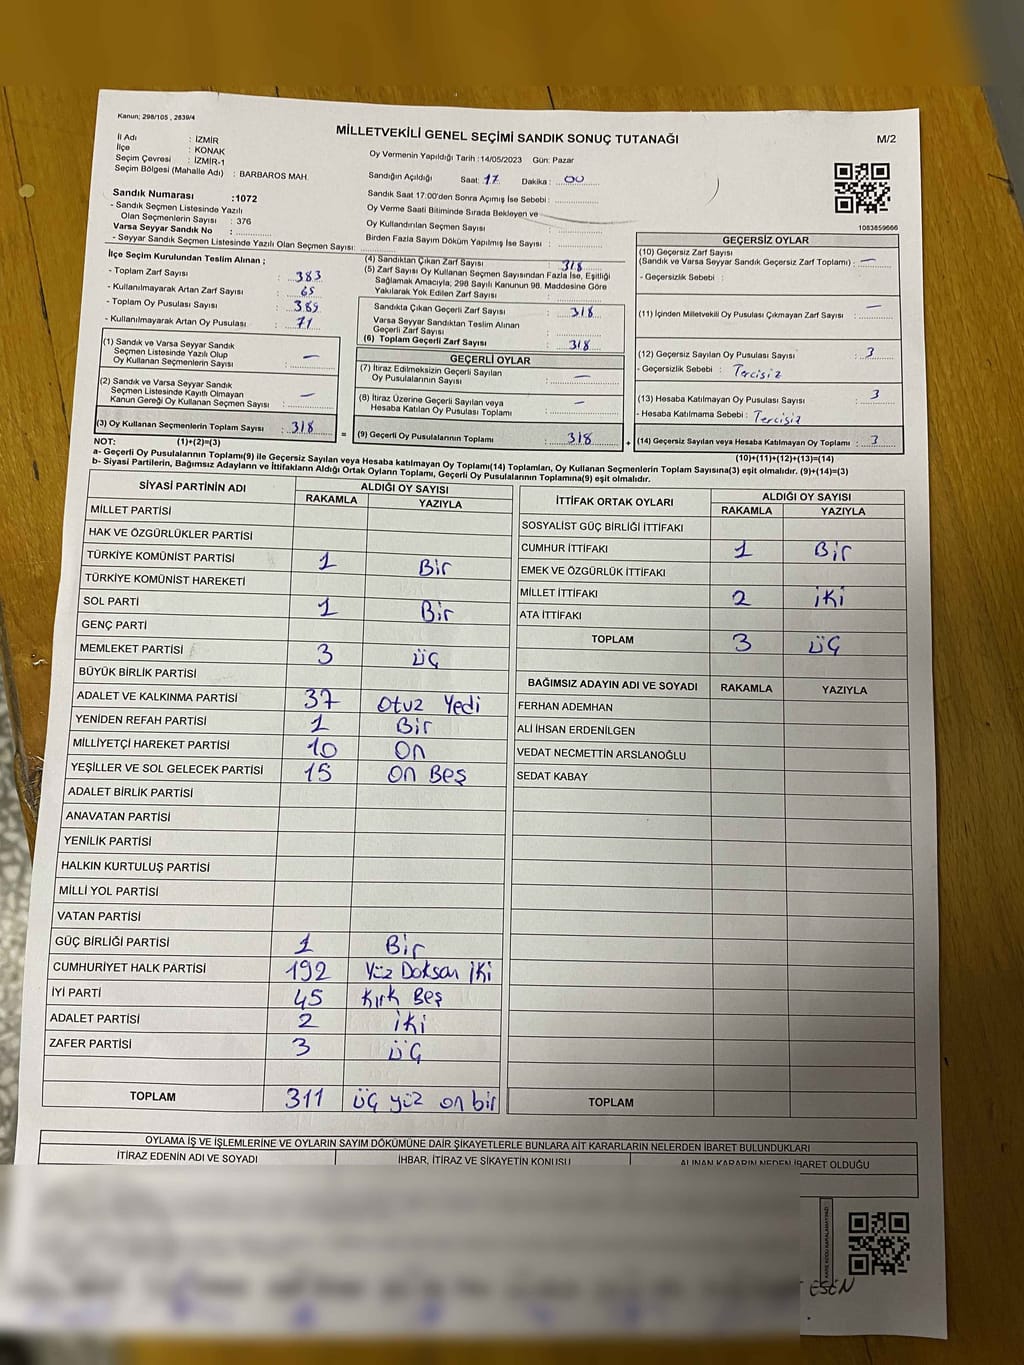 Kanun; 298/105 , 2839/4
MİLLETVEKİLİ GENEL SEÇİMİ SANDIK SONUÇ TUTANAĞI
M/2
İl Adı : İZMİR
İlçe : KONAK
Seçim Çevresi : İZMİR-1
Seçim Bölgesi (Mahalle Adı) : BARBAROS MAH.
Sandık Numarası :1072
- Sandık Seçmen Listesinde Yazılı
Olan Seçmenlerin Sayısı : 376
Varsa Seyyar Sandık No :
- Seyyar Sandık Seçmen Listesinde Yazılı Olan Seçmen Sayısı:
Oy Vermenin Yapıldığı Tarih :14/05/2023 Gün: Pazar
Sandığın Açıldığı Saat: 17 Dakika : 00
Sandık Saat 17:00'den Sonra Açımış İse Sebebi :
Oy Verme Saati Bitiminde Sırada Bekleyen ve
Oy Kullandırılan Seçmen Sayısı :
Birden Fazla Sayım Döküm Yapılmış İse Sayısı :
1083859666
İlçe Seçim Kurulundan Teslim Alınan ;
- Toplam Zarf Sayısı : 383
- Kullanılmayarak Artan Zarf Sayısı : 65
- Toplam Oy Pusulası Sayısı : 389
- Kullanılmayarak Artan Oy Pusulası : 71
(1) Sandık ve Varsa Seyyar Sandık
Seçmen Listesinde Yazılı Olup
Oy Kullanan Seçmenlerin Sayısı : —
(2) Sandık ve Varsa Seyyar Sandık
Seçmen Listesinde Kayıtlı Olmayan
Kanun Gereği Oy Kullanan Seçmen Sayısı : —
(3) Oy Kullanan Seçmenlerin Toplam Sayısı : 318
(4) Sandıktan Çıkan Zarf Sayısı : 318
(5) Zarf Sayısı Oy Kullanan Seçmen Sayısından Fazla İse, Eşitliği
Sağlamak Amacıyla, 298 Sayılı Kanunun 98. Maddesine Göre
Yakılarak Yok Edilen Zarf Sayısı :
Sandıkta Çıkan Geçerli Zarf Sayısı : 318
Varsa Seyyar Sandıktan Teslim Alınan
Geçerli Zarf Sayısı :
(6) Toplam Geçerli Zarf Sayısı : 318
GEÇERLİ OYLAR
(7) İtiraz Edilmeksizin Geçerli Sayılan
Oy Pusulalarının Sayısı : —
(8) İtiraz Üzerine Geçerli Sayılan veya
Hesaba Katılan Oy Pusulası Toplamı : —
= (9) Geçerli Oy Pusulalarının Toplamı : 318 +
GEÇERSİZ OYLAR
(10) Geçersiz Zarf Sayısı
(Sandık ve Varsa Seyyar Sandık Geçersiz Zarf Toplamı) : —
- Geçersizlik Sebebi :
(11) İçinden Milletvekili Oy Pusulası Çıkmayan Zarf Sayısı : —
(12) Geçersiz Sayılan Oy Pusulası Sayısı : 3
- Geçersizlik Sebebi : Tercisiz
(13) Hesaba Katılmayan Oy Pusulası Sayısı : 3
- Hesaba Katılmama Sebebi : Tercisiz
(14) Geçersiz Sayılan veya Hesaba Katılmayan Oy Toplamı : 3
NOT: (1)+(2)=(3)
(10)+(11)+(12)+(13)=(14)
a- Geçerli Oy Pusulalarının Toplamı(9) ile Geçersiz Sayılan veya Hesaba katılmayan Oy Toplamı(14) Toplamları, Oy Kullanan Seçmenlerin Toplam Sayısına(3) eşit olmalıdır. (9)+(14)=(3)
b- Siyasi Partilerin, Bağımsız Adayların ve İttifakların Aldığı Ortak Oyların Toplamı, Geçerli Oy Pusulalarının Toplamına(9) eşit olmalıdır.
SİYASİ PARTİNİN ADI ALDIĞI OY SAYISI
RAKAMLA YAZIYLA
MİLLET PARTİSİ
HAK VE ÖZGÜRLÜKLER PARTİSİ
TÜRKİYE KOMÜNİST PARTİSİ 1 Bir
TÜRKİYE KOMÜNİST HAREKETİ
SOL PARTİ 1 Bir
GENÇ PARTİ
MEMLEKET PARTİSİ 3 üç
BÜYÜK BİRLİK PARTİSİ
ADALET VE KALKINMA PARTİSİ 37 Otuz Yedi
YENİDEN REFAH PARTİSİ 1 Bir
MİLLİYETÇİ HAREKET PARTİSİ 10 On
YEŞİLLER VE SOL GELECEK PARTİSİ 15 On Beş
ADALET BİRLİK PARTİSİ
ANAVATAN PARTİSİ
YENİLİK PARTİSİ
HALKIN KURTULUŞ PARTİSİ
MİLLİ YOL PARTİSİ
VATAN PARTİSİ
GÜÇ BİRLİĞİ PARTİSİ 1 Bir
CUMHURİYET HALK PARTİSİ 192 Yüz Doksan iki
İYİ PARTİ 45 Kırk Beş
ADALET PARTİSİ 2 iki
ZAFER PARTİSİ 3 üç
TOPLAM 311 üç yüz on bir
İTTİFAK ORTAK OYLARI ALDIĞI OY SAYISI
RAKAMLA YAZIYLA
SOSYALİST GÜÇ BİRLİĞİ İTTİFAKI
CUMHUR İTTİFAKI 1 Bir
EMEK VE ÖZGÜRLÜK İTTİFAKI
MİLLET İTTİFAKI 2 iki
ATA İTTİFAKI
TOPLAM 3 üç
BAĞIMSIZ ADAYIN ADI VE SOYADI RAKAMLA YAZIYLA
FERHAN ADEMHAN
ALİ İHSAN ERDENİLGEN
VEDAT NECMETTİN ARSLANOĞLU
SEDAT KABAY
TOPLAM
OYLAMA İŞ VE İŞLEMLERİNE VE OYLARIN SAYIM DÖKÜMÜNE DAİR ŞİKAYETLERLE BUNLARA AİT KARARLARIN NELERDEN İBARET BULUNDUKLARI
İTİRAZ EDENİN ADI VE SOYADI İHBAR, İTİRAZ VE ŞİKAYETİN KONUSU ALINAN KARARIN NEDEN İBARET OLDUĞU
ESEN